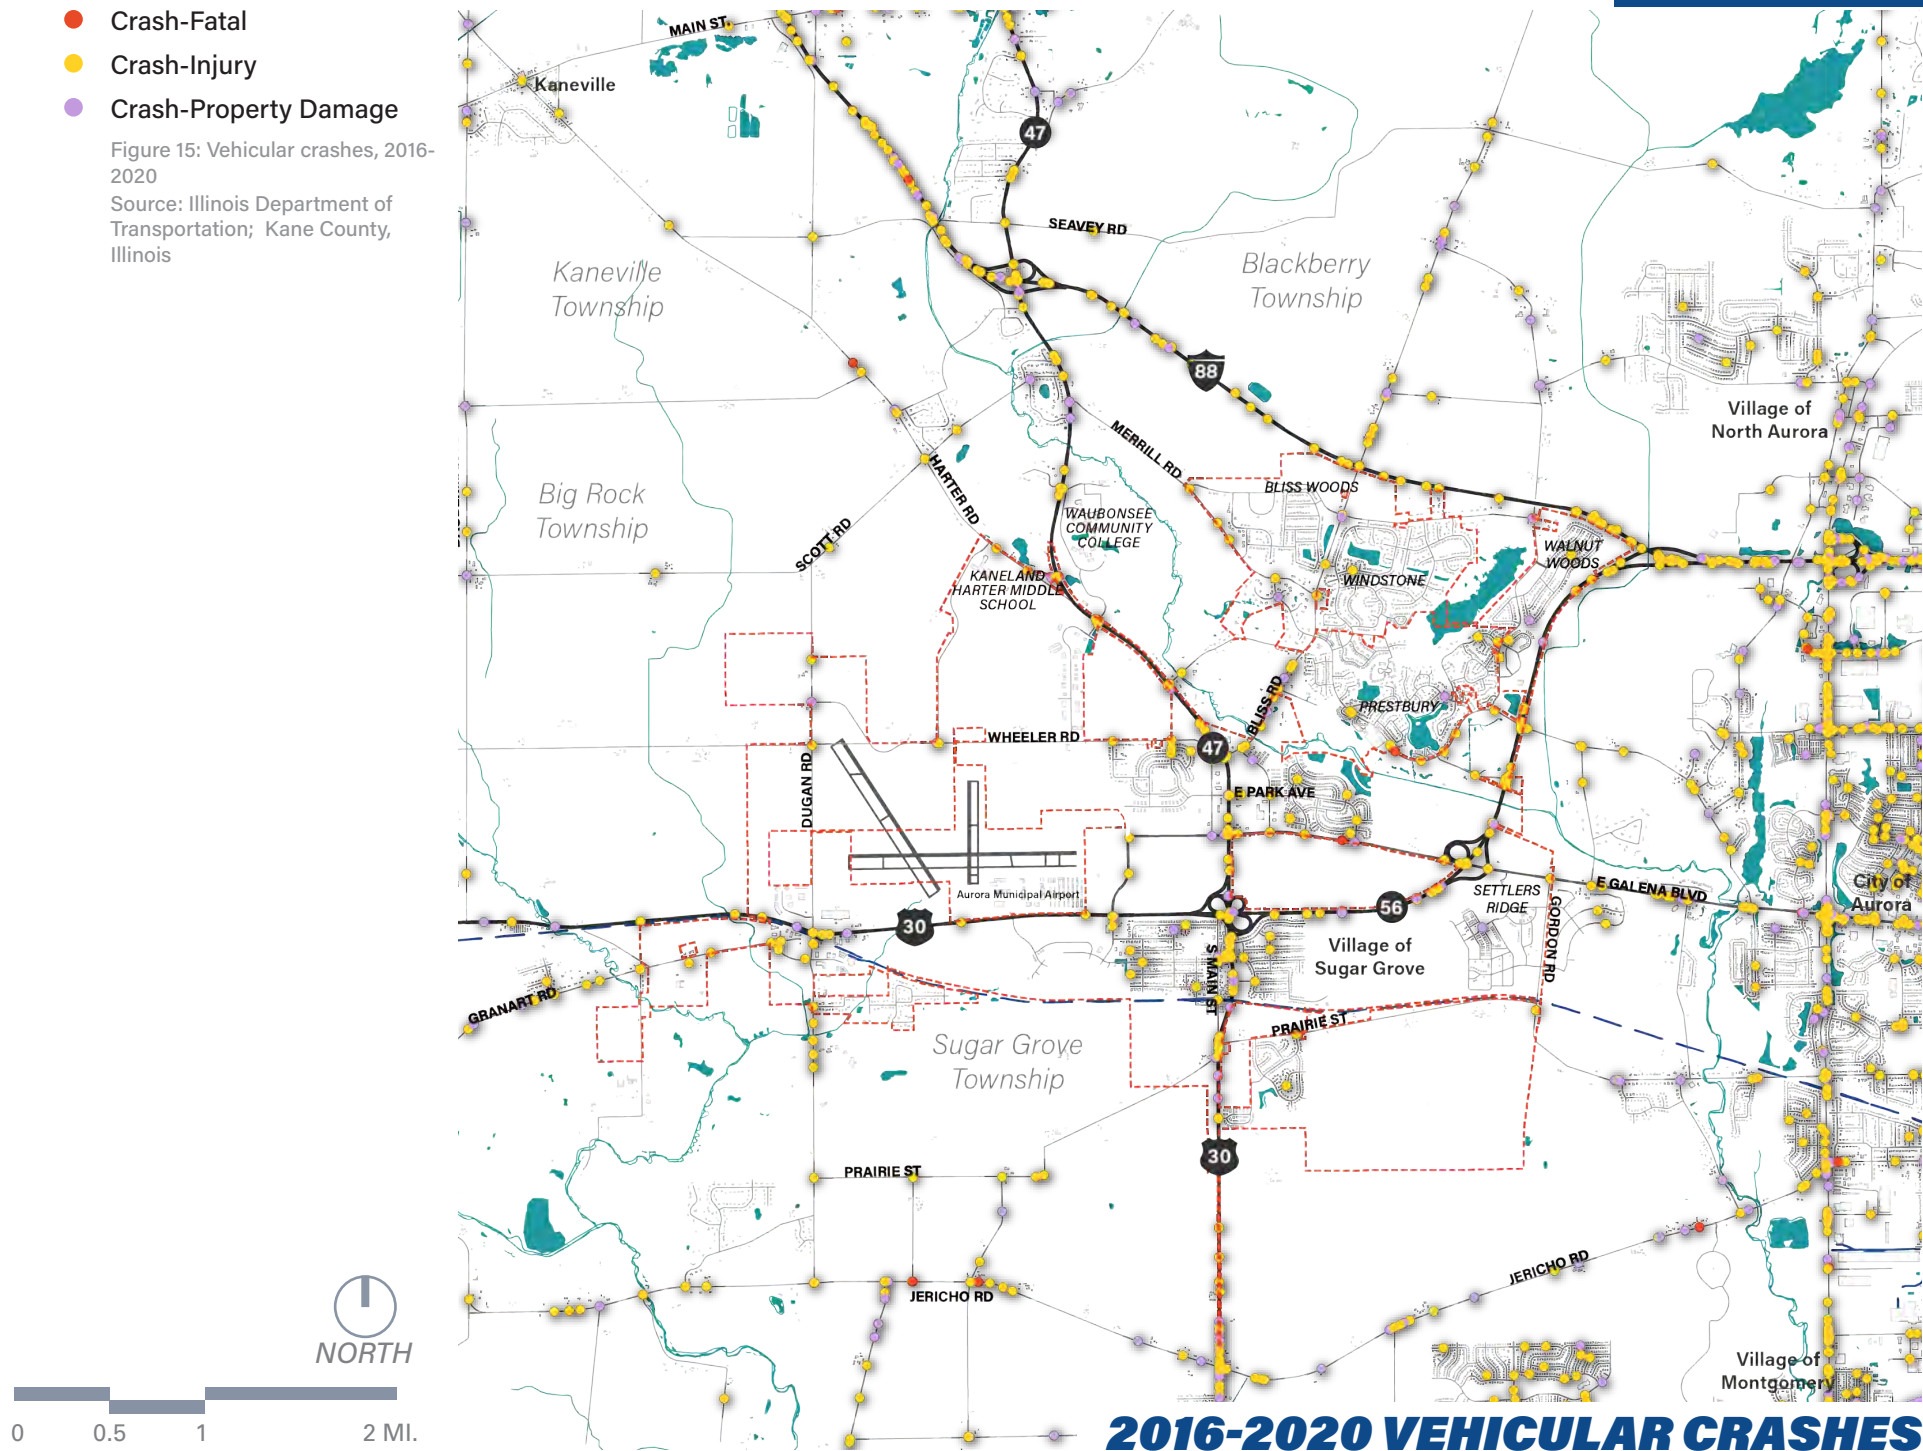 Crash-Fatal
Crash-Injury
Crash-Property Damage
Figure 15: Vehicular crashes, 2016-
2020
Source: Illinois Department of
Transportation; Kane County,
Illinois
MAIN ST.
Kaneville
47
SEAVEY RD
Kaneville
Township
Blackberry
Township
88
Village of
North Aurora
MERRILL RD
HARTER RD
BLISS WOODS
Big Rock
Township
WAUBONSEE
COMMUNITY
COLLEGE
SCOTT RD
WALNUT
WOODS
KANELAND
HARTER MIDDLE
SCHOOL
WINDSTONE
BLISS RD
PRESTBURY
WHEELER RD
47
DUGAN RD
E PARK AVE
Aurora Municipal Airport
SETTLERS
RIDGE
E GALENA BLVD
City of
Aurora
30
56
GORDON RD
S MAIN ST
Village of
Sugar Grove
GRANART RD
PRAIRIE ST
Sugar Grove
Township
30
PRAIRIE ST
JERICHO RD
JERICHO RD
NORTH
Village of
Montgomery
0 0.5 1 2 MI.
2016-2020 VEHICULAR CRASHES